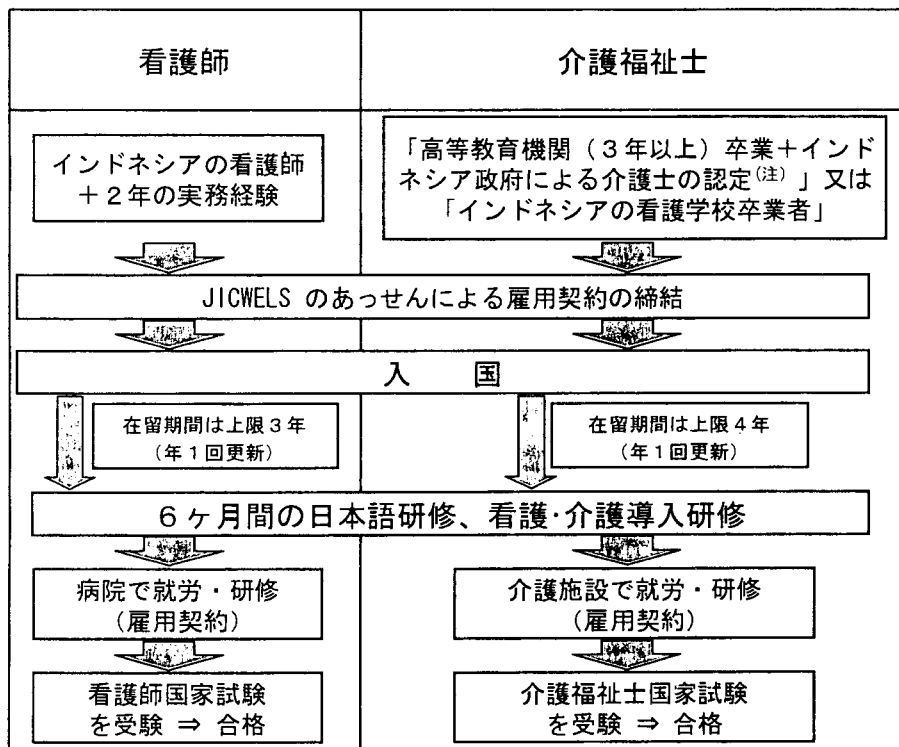 看護師
介護福祉士
インドネシアの看護師
+2年の実務経験
「高等教育機関(3年以上)卒業+インド
ネシア政府による介護士の認定(注)」又は
「インドネシアの看護学校卒業者」
JICWELS のあっせんによる雇用契約の締結
入 国
在留期間は上限3年
(年1回更新)
在留期間は上限4年
(年1回更新)
6ヶ月間の日本語研修、看護・介護導入研修
病院で就労・研修
(雇用契約)
介護施設で就労・研修
(雇用契約)
看護師国家試験
を受験 ⇒ 合格
介護福祉士国家試験
を受験 ⇒ 合格